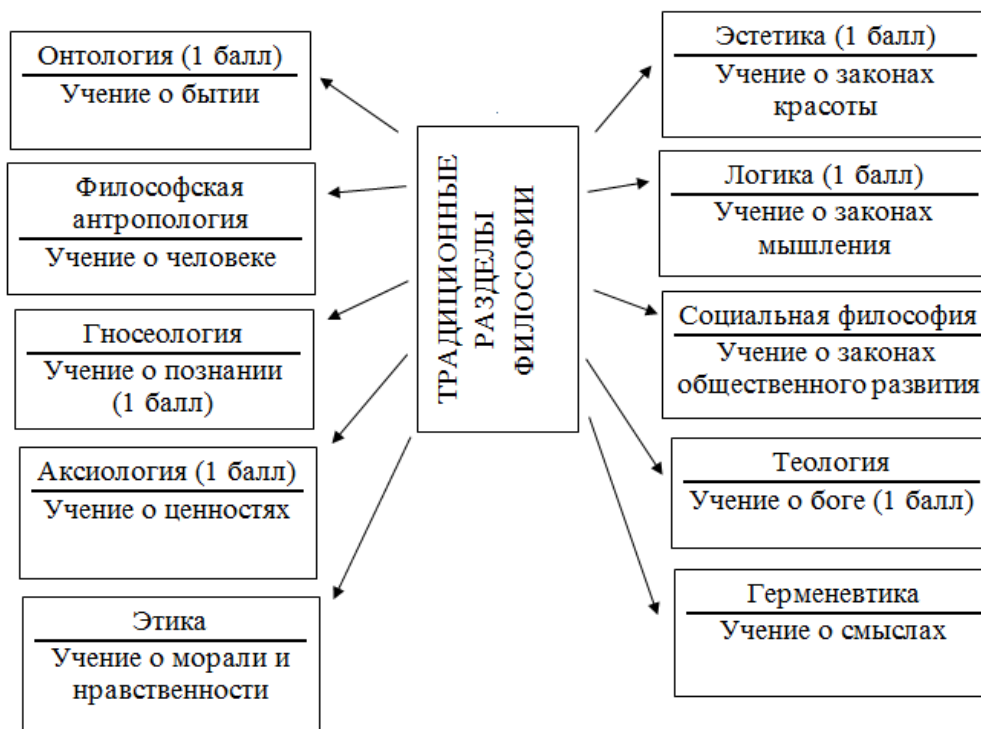 Онтология (1 балл)
Учение о бытии
Философская
антропология
Учение о человеке
Гносеология
Учение о познании
(1 балл)
Аксиология (1 балл)
Учение о ценностях
Этика
Учение о морали и
нравственности
ТРАДИЦИОННЫЕ
РАЗДЕЛЫ
ФИЛОСОФИИ
Эстетика (1 балл)
Учение о законах
красоты
Логика (1 балл)
Учение о законах
мышления
Социальная философия
Учение о законах
общественного развития
Теология
Учение о боге (1 балл)
Герменевтика
Учение о смыслах